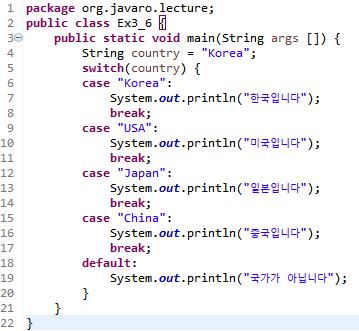 1 package org.javaro.lecture;
2 public class Ex3_6 {
3 public static void main(String args []) {
4 String country = "Korea";
5 switch(country) {
6 case "Korea":
7 System.out.println("한국입니다");
8 break;
9 case "USA":
10 System.out.println("미국입니다");
11 break;
12 case "Japan":
13 System.out.println("일본입니다");
14 break;
15 case "China":
16 System.out.println("중국입니다");
17 break;
18 default:
19 System.out.println("국가가 아닙니다");
20 }
21 }
22 }